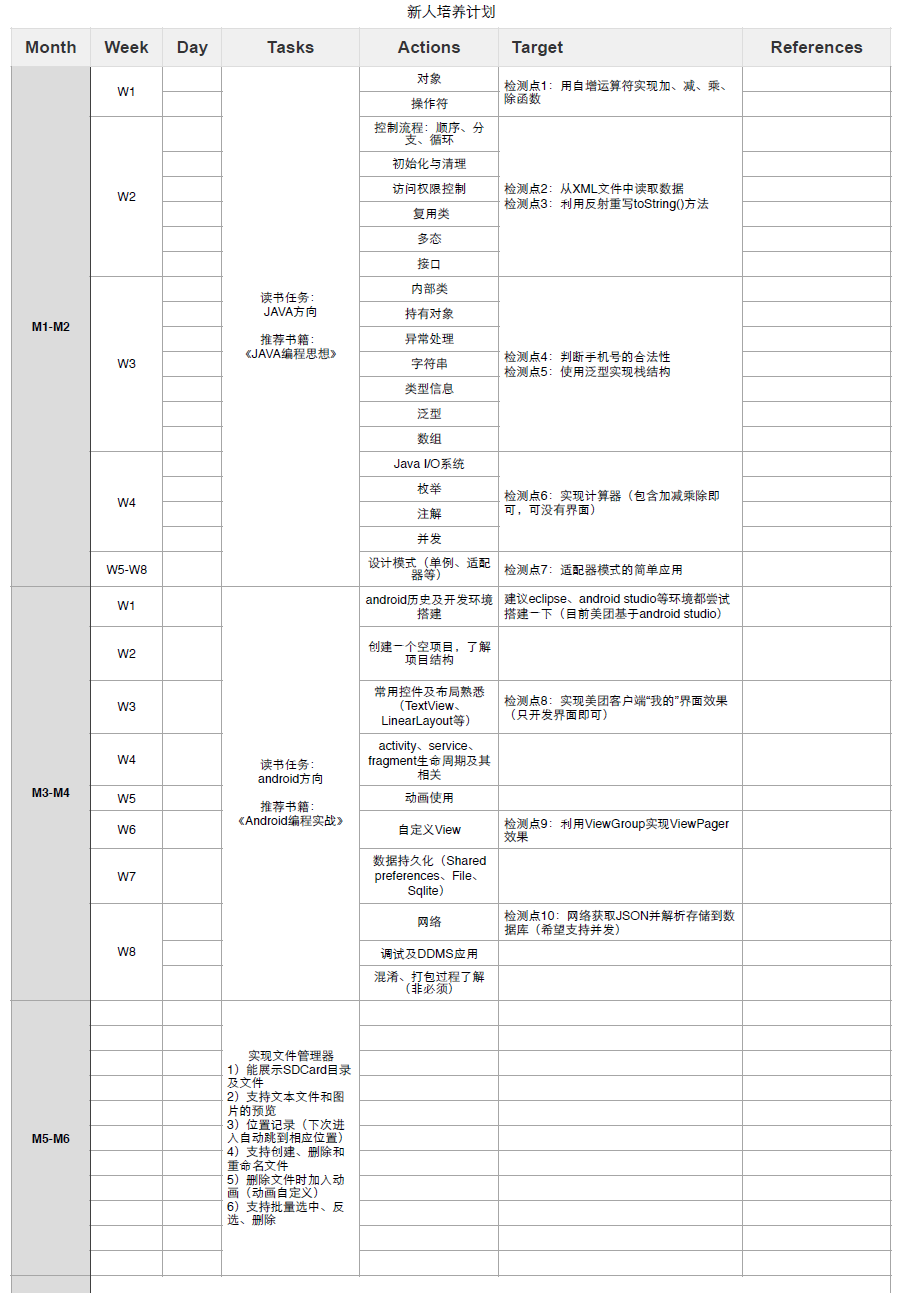 新人培养计划
Month
Week
Day
Tasks
Actions
Target
References
M1-M2
W1
读书任务：
JAVA方向
推荐书籍：
《JAVA编程思想》
对象
操作符
检测点1：用自增运算符实现加、减、乘、
除函数
W2
控制流程：顺序、分
支、循环
初始化与清理
访问权限控制
复用类
多态
接口
检测点2：从XML文件中读取数据
检测点3：利用反射重写toString()方法
W3
内部类
持有对象
异常处理
字符串
类型信息
泛型
数组
检测点4：判断手机号的合法性
检测点5：使用泛型实现栈结构
W4
Java I/O系统
枚举
注解
并发
检测点6：实现计算器（包含加减乘除即
可，可没有界面）
W5-W8
设计模式（单例、适配
器等）
检测点7：适配器模式的简单应用
M3-M4
读书任务：
android方向
推荐书籍：
《Android编程实战》
W1
android历史及开发环境
搭建
建议eclipse、android studio等环境都尝试
搭建一下（目前美团基于android studio）
W2
创建一个空项目，了解
项目结构
W3
常用控件及布局熟悉
（TextView、
LinearLayout等）
检测点8：实现美团客户端“我的”界面效果
（只开发界面即可）
W4
activity、service、
fragment生命周期及其
相关
W5
动画使用
W6
自定义View
检测点9：利用ViewGroup实现ViewPager
效果
W7
数据持久化（Shared
preferences、File、
Sqlite）
W8
网络
检测点10：网络获取JSON并解析存储到数
据库（希望支持并发）
调试及DDMS应用
混淆、打包过程了解
（非必须）
M5-M6
实现文件管理器
1）能展示SDCard目录
及文件
2）支持文本文件和图
片的预览
3）位置记录（下次进
入自动跳到相应位置）
4）支持创建、删除和
重命名文件
5）删除文件时加入动
画（动画自定义）
6）支持批量选中、反
选、删除